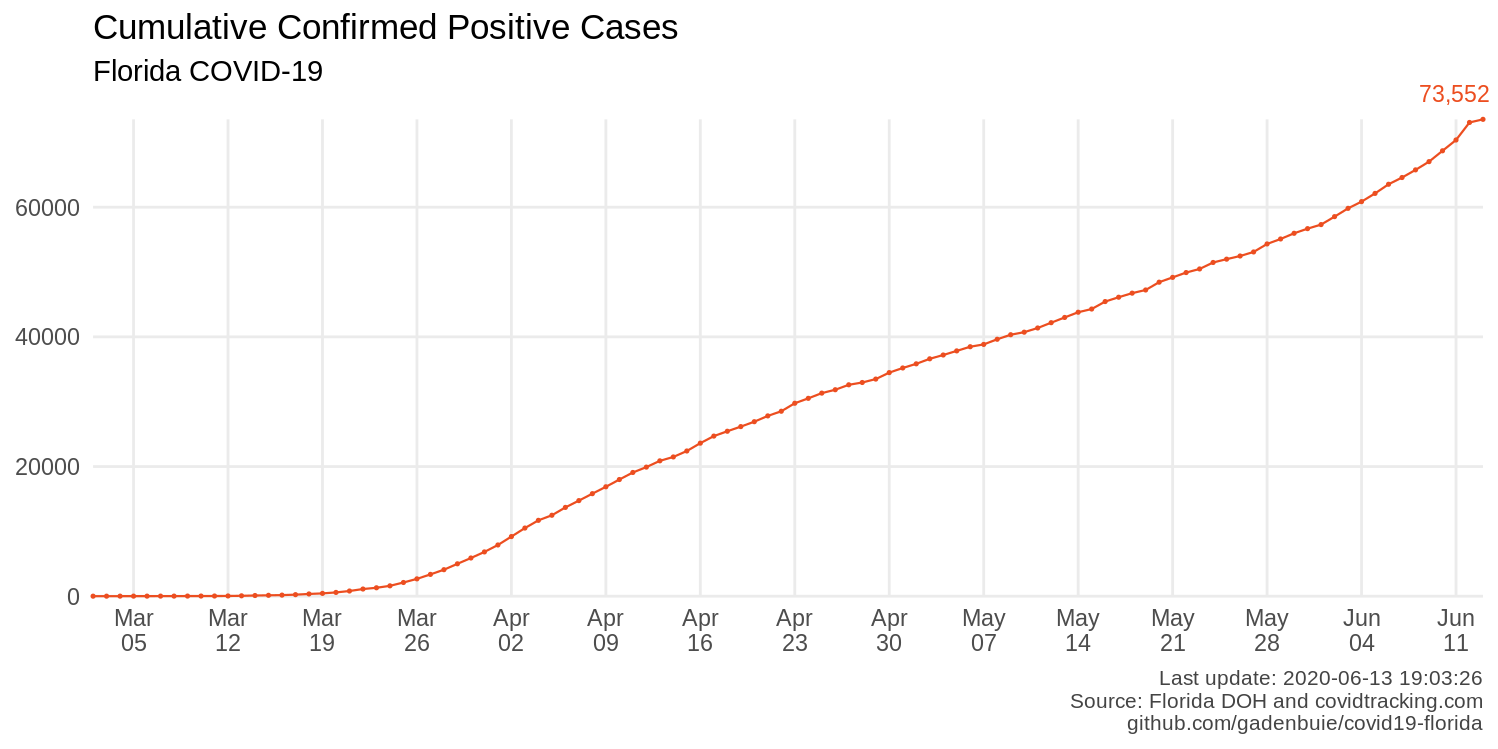 Cumulative Confirmed Positive Cases
Florida COVID-19
73,552
60000
40000
20000
0
Mar Mar Mar Mar Apr Apr Apr Apr Apr May May May May Jun Jun
05 12 19 26 02 09 16 23 30 07 14 21 28 04 11
Last update: 2020-06-13 19:03:26
Source: Florida DOH and covidtracking.com
github.com/gadenbuie/covid19-florida